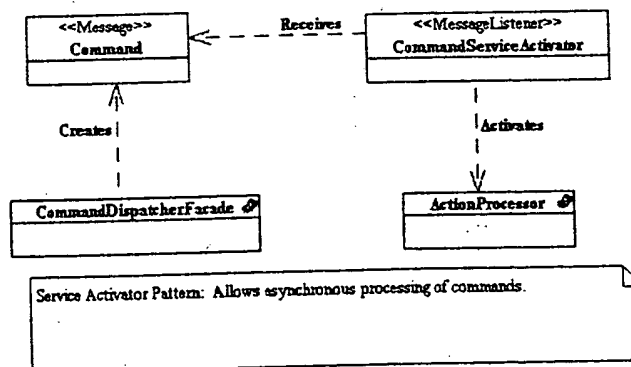 <<Message>>
Command
Receives
<<MessageListener>>
CommandServiceActivator
Creates
Activates
CommandDispatcherFacade
ActionProcessor
Service Activator Pattern: Allows asynchronous processing of commands.